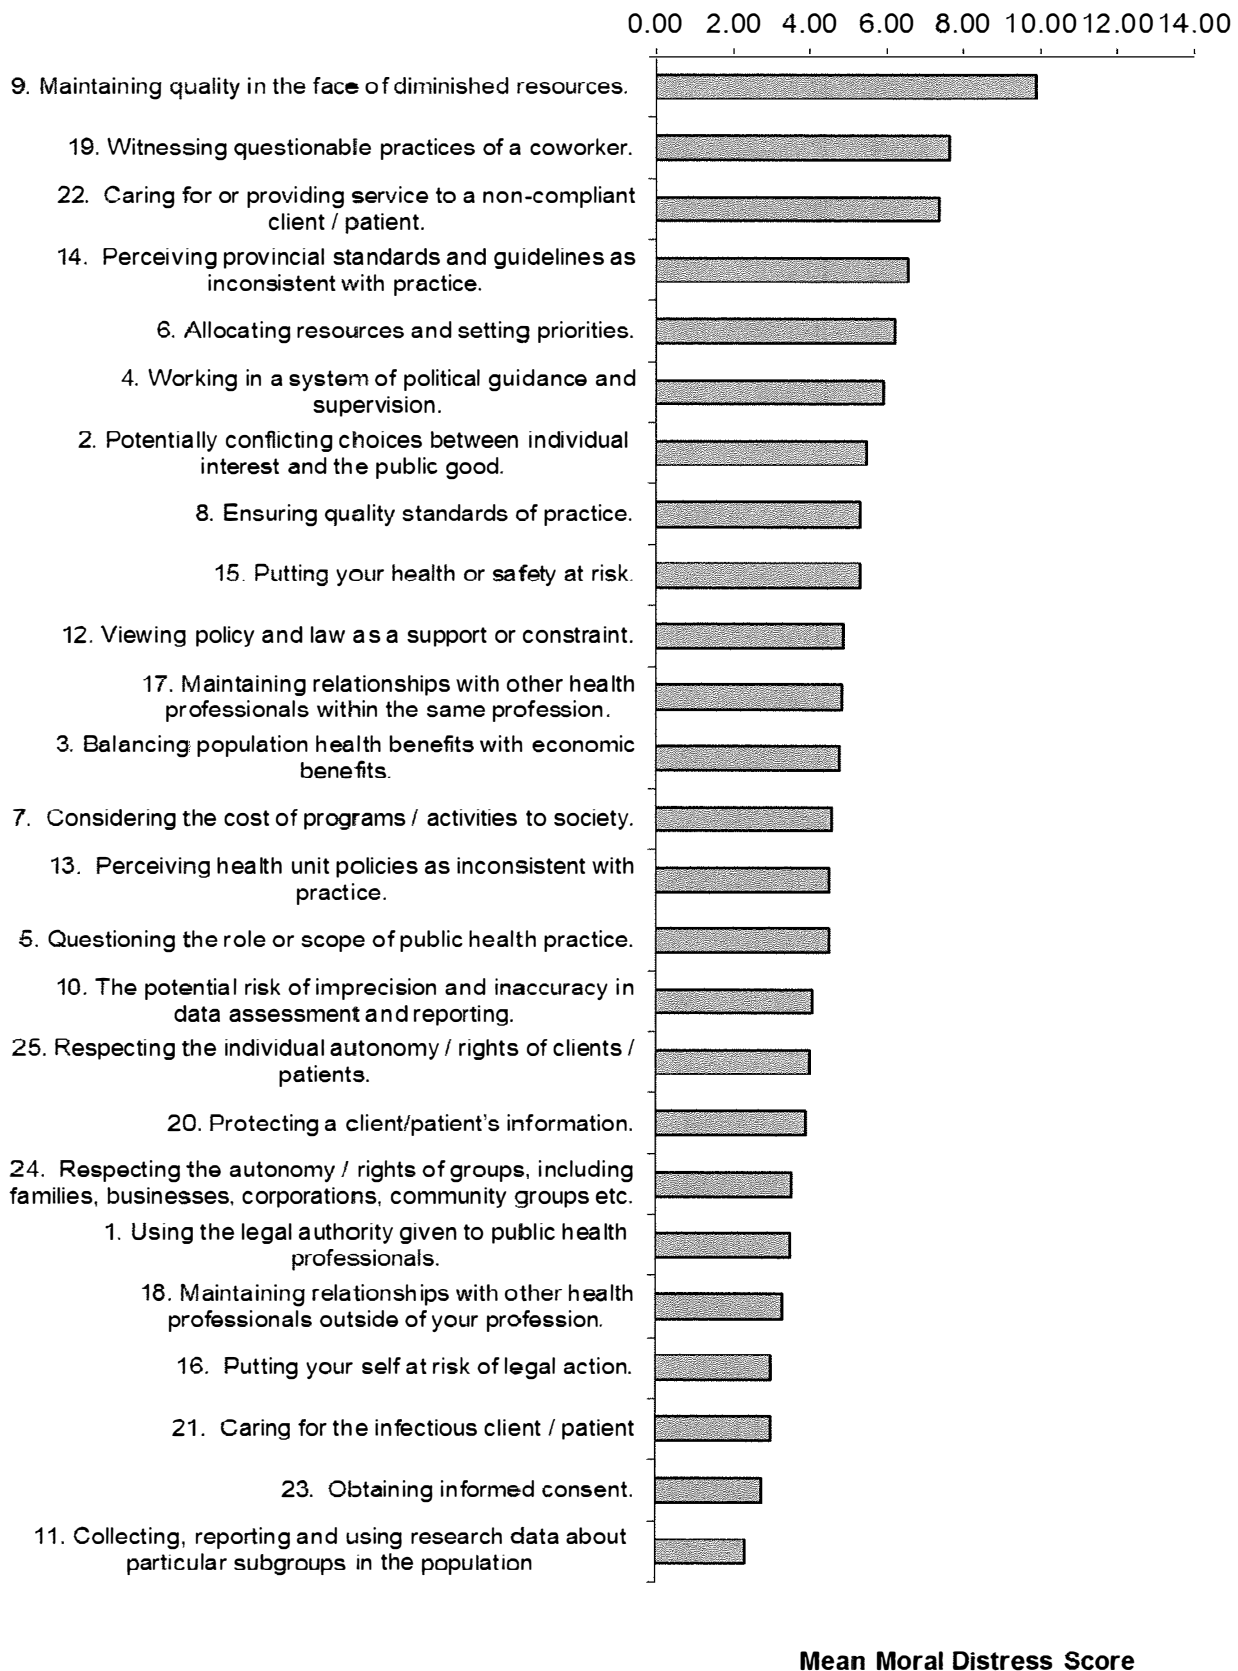 0.00 2.00 4.00 6.00 8.00 10.00 12.00 14.00
9. Maintaining quality in the face of diminished resources.
19. Witnessing questionable practices of a coworker.
22. Caring for or providing service to a non-compliant
client / patient.
14. Perceiving provincial standards and guidelines as
inconsistent with practice.
6. Allocating resources and setting priorities.
4. Working in a system of political guidance and
supervision.
2. Potentially conflicting choices between individual
interest and the public good.
8. Ensuring quality standards of practice.
15. Putting your health or safety at risk.
12. Viewing policy and law as a support or constraint.
17. Maintaining relationships with other health
professionals within the same profession.
3. Balancing population health benefits with economic
benefits.
7. Considering the cost of programs / activities to society.
13. Perceiving health unit policies as inconsistent with
practice.
5. Questioning the role or scope of public health practice.
10. The potential risk of imprecision and inaccuracy in
data assessment and reporting.
25. Respecting the individual autonomy / rights of clients /
patients.
20. Protecting a client/patient's information.
24. Respecting the autonomy / rights of groups, including
families, businesses, corporations, community groups etc.
1. Using the legal authority given to public health
professionals.
18. Maintaining relationships with other health
professionals outside of your profession.
16. Putting your self at risk of legal action.
21. Caring for the infectious client / patient
23. Obtaining informed consent.
11. Collecting, reporting and using research data about
particular subgroups in the population
Mean Moral Distress Score